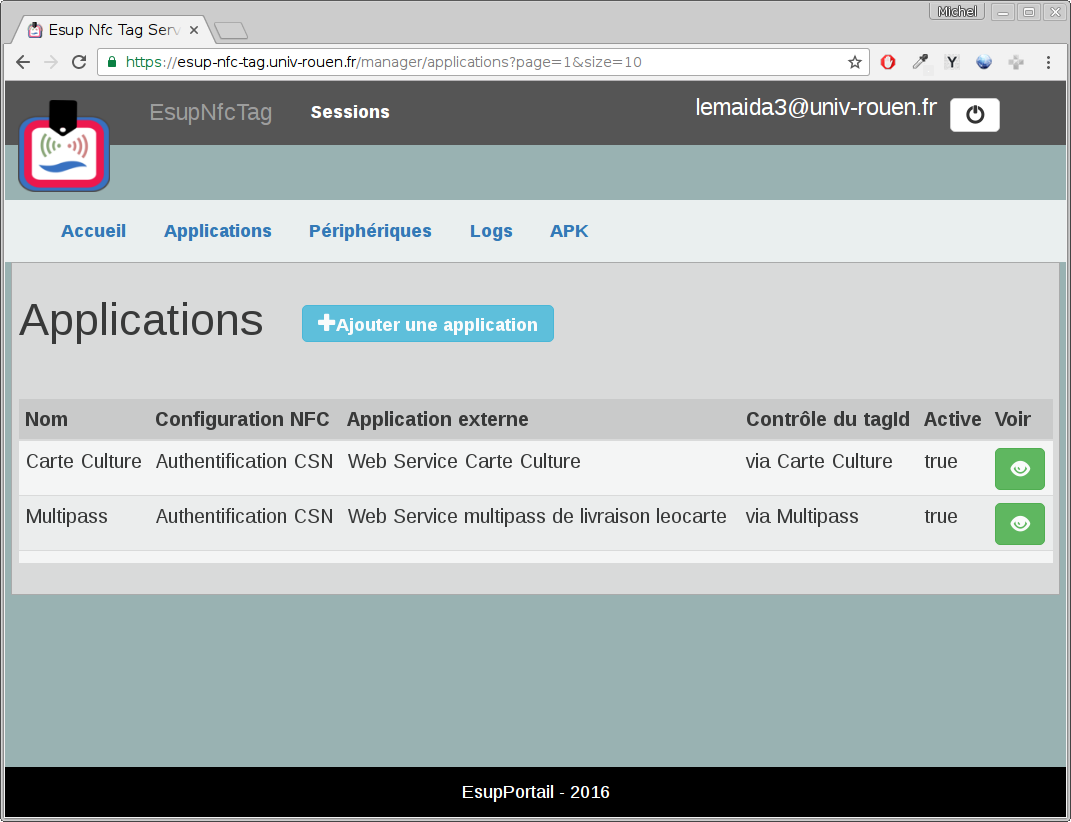 Michel
Esup Nfc Tag Serv
https://esup-nfc-tag.univ-rouen.fr/manager/applications?page=1&size=10
Y
EsupNfcTag Sessions lemaida3@univ-rouen.fr
Accueil Applications Périphériques Logs APK
Applications Ajouter une application
Nom Configuration NFC Application externe Contrôle du tagId Active Voir
Carte Culture Authentification CSN Web Service Carte Culture via Carte Culture true
Multipass Authentification CSN Web Service multipass de livraison leocarte via Multipass true
EsupPortail - 2016